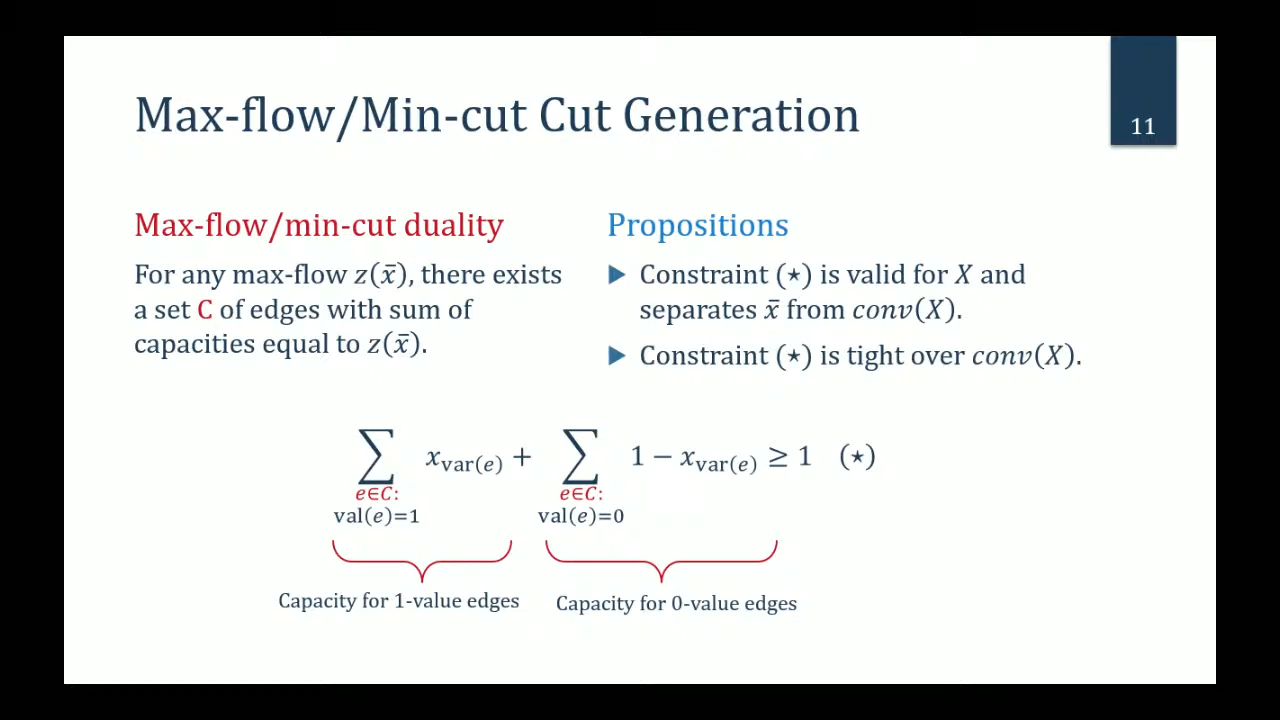 Max-flow/Min-cut Cut Generation
11
Max-flow/min-cut duality
For any max-flow z(x̄), there exists
a set C of edges with sum of
capacities equal to z(x̄).
Propositions
▶ Constraint (⋆) is valid for X and
separates x̄ from conv(X).
▶ Constraint (⋆) is tight over conv(X).
∑ x_var(e) + ∑ 1 − x_var(e) ≥ 1 (⋆)
e∈C: e∈C:
val(e)=1 val(e)=0
Capacity for 1-value edges Capacity for 0-value edges